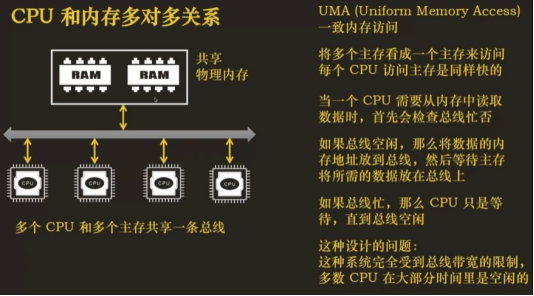 CPU 和内存多对多关系
RAM
RAM
共享
物理内存
CPU
CPU
CPU
CPU
多个 CPU 和多个主存共享一条总线
UMA (Uniform Memory Access)
一致内存访问
将多个主存看成一个主存来访问
每个 CPU 访问主存是同样快的
当一个 CPU 需要从内存中读取
数据时，首先会检查总线忙否
如果总线空闲，那么将数据的内
存地址放到总线，然后等待主存
将所需的数据放在总线上
如果总线忙，那么 CPU 只是等
待，直到总线空闲
这种设计的问题：
这种系统完全受到总线带宽的限制，
多数 CPU 在大部分时间里是空闲的